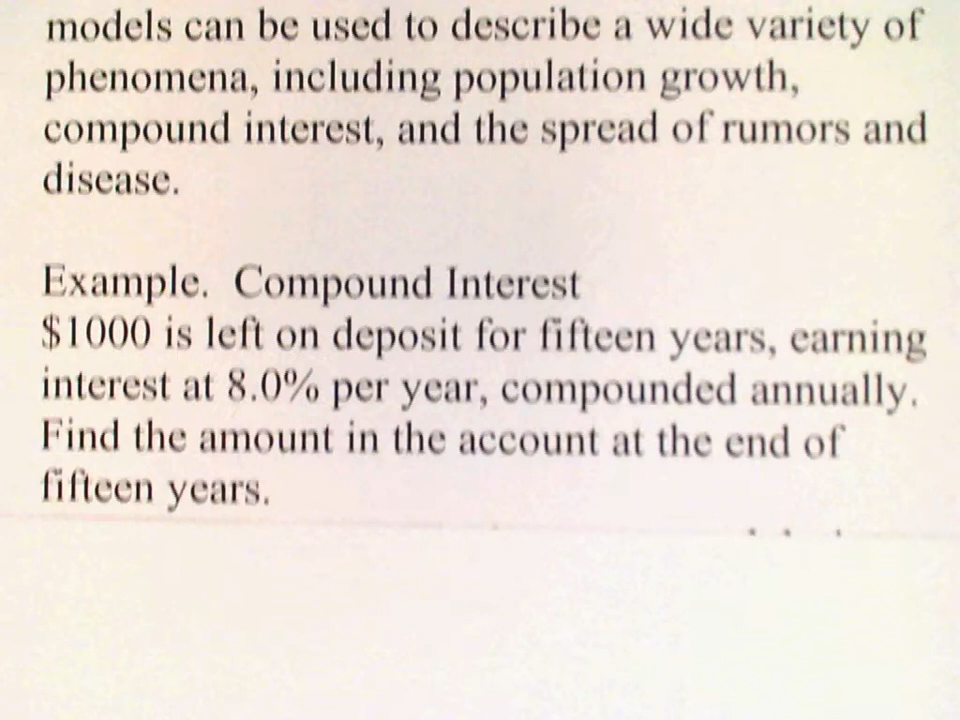 models can be used to describe a wide variety of
phenomena, including population growth,
compound interest, and the spread of rumors and
disease.
Example. Compound Interest
$1000 is left on deposit for fifteen years, earning
interest at 8.0% per year, compounded annually.
Find the amount in the account at the end of
fifteen years.